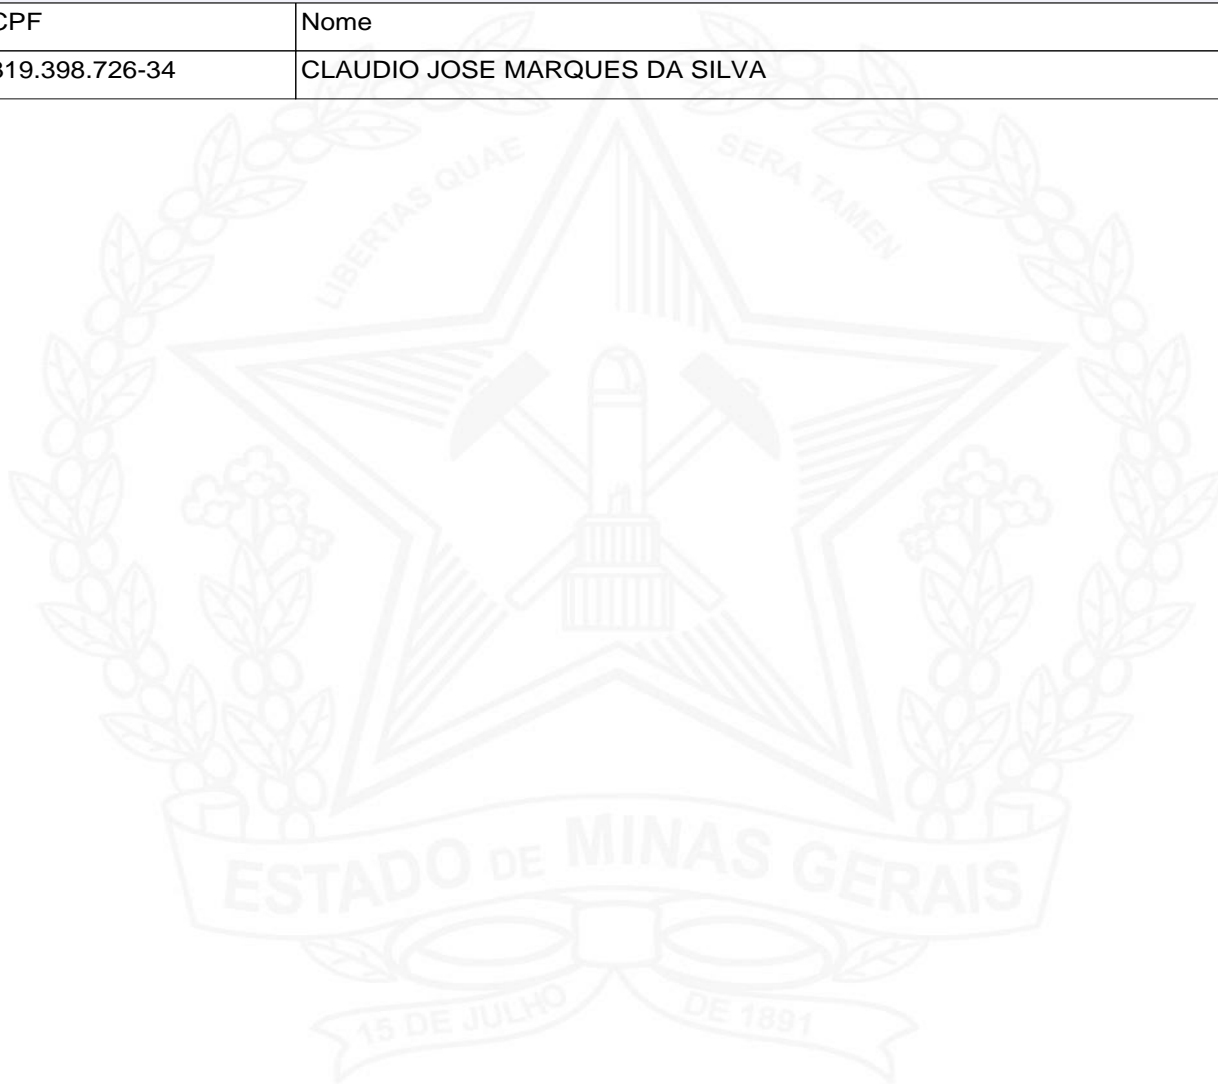 CPF Nome
819.398.726-34 CLAUDIO JOSE MARQUES DA SILVA
LIBERTAS QUAE SERA TAMEN
ESTADO DE MINAS GERAIS
15 DE JULHO DE 1891